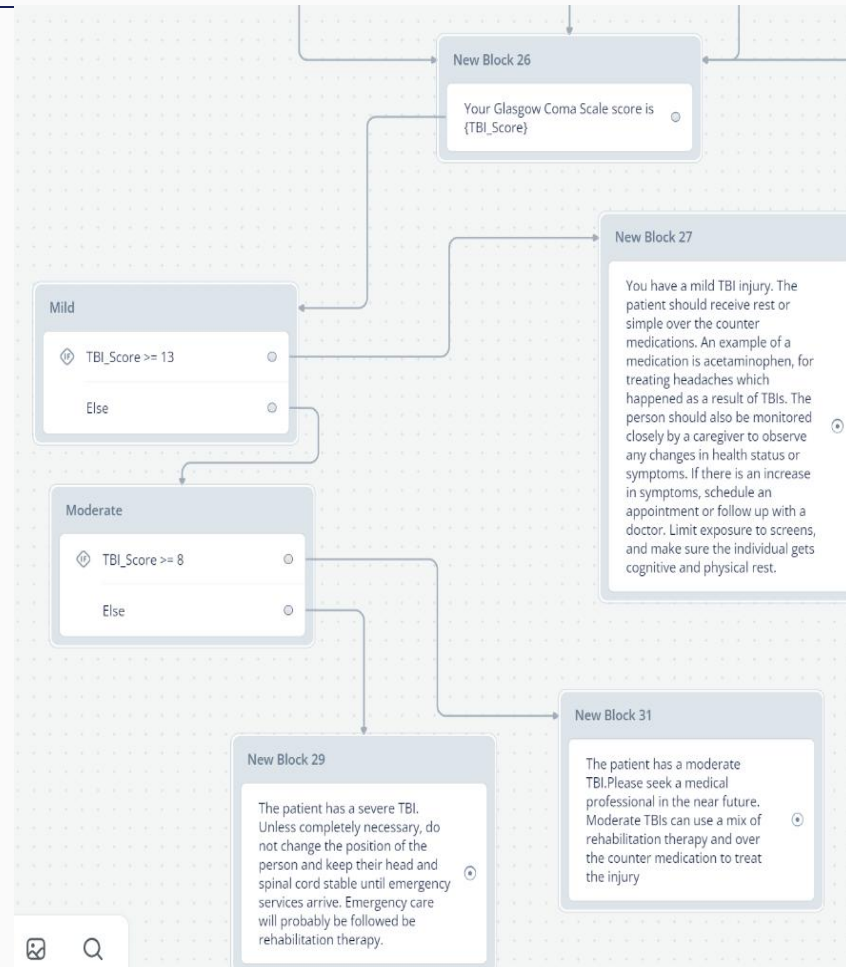 New Block 26
Your Glasgow Coma Scale score is
{TBI_Score}
New Block 27
You have a mild TBI injury. The
patient should receive rest or
simple over the counter
medications. An example of a
medication is acetaminophen, for
treating headaches which
happened as a result of TBIs. The
person should also be monitored
closely by a caregiver to observe
any changes in health status or
symptoms. If there is an increase
in symptoms, schedule an
appointment or follow up with a
doctor. Limit exposure to screens,
and make sure the individual gets
cognitive and physical rest.
Mild
IF TBI_Score >= 13
Else
Moderate
IF TBI_Score >= 8
Else
New Block 31
The patient has a moderate
TBI.Please seek a medical
professional in the near future.
Moderate TBIs can use a mix of
rehabilitation therapy and over
the counter medication to treat
the injury
New Block 29
The patient has a severe TBI.
Unless completely necessary, do
not change the position of the
person and keep their head and
spinal cord stable until emergency
services arrive. Emergency care
will probably be followed be
rehabilitation therapy.